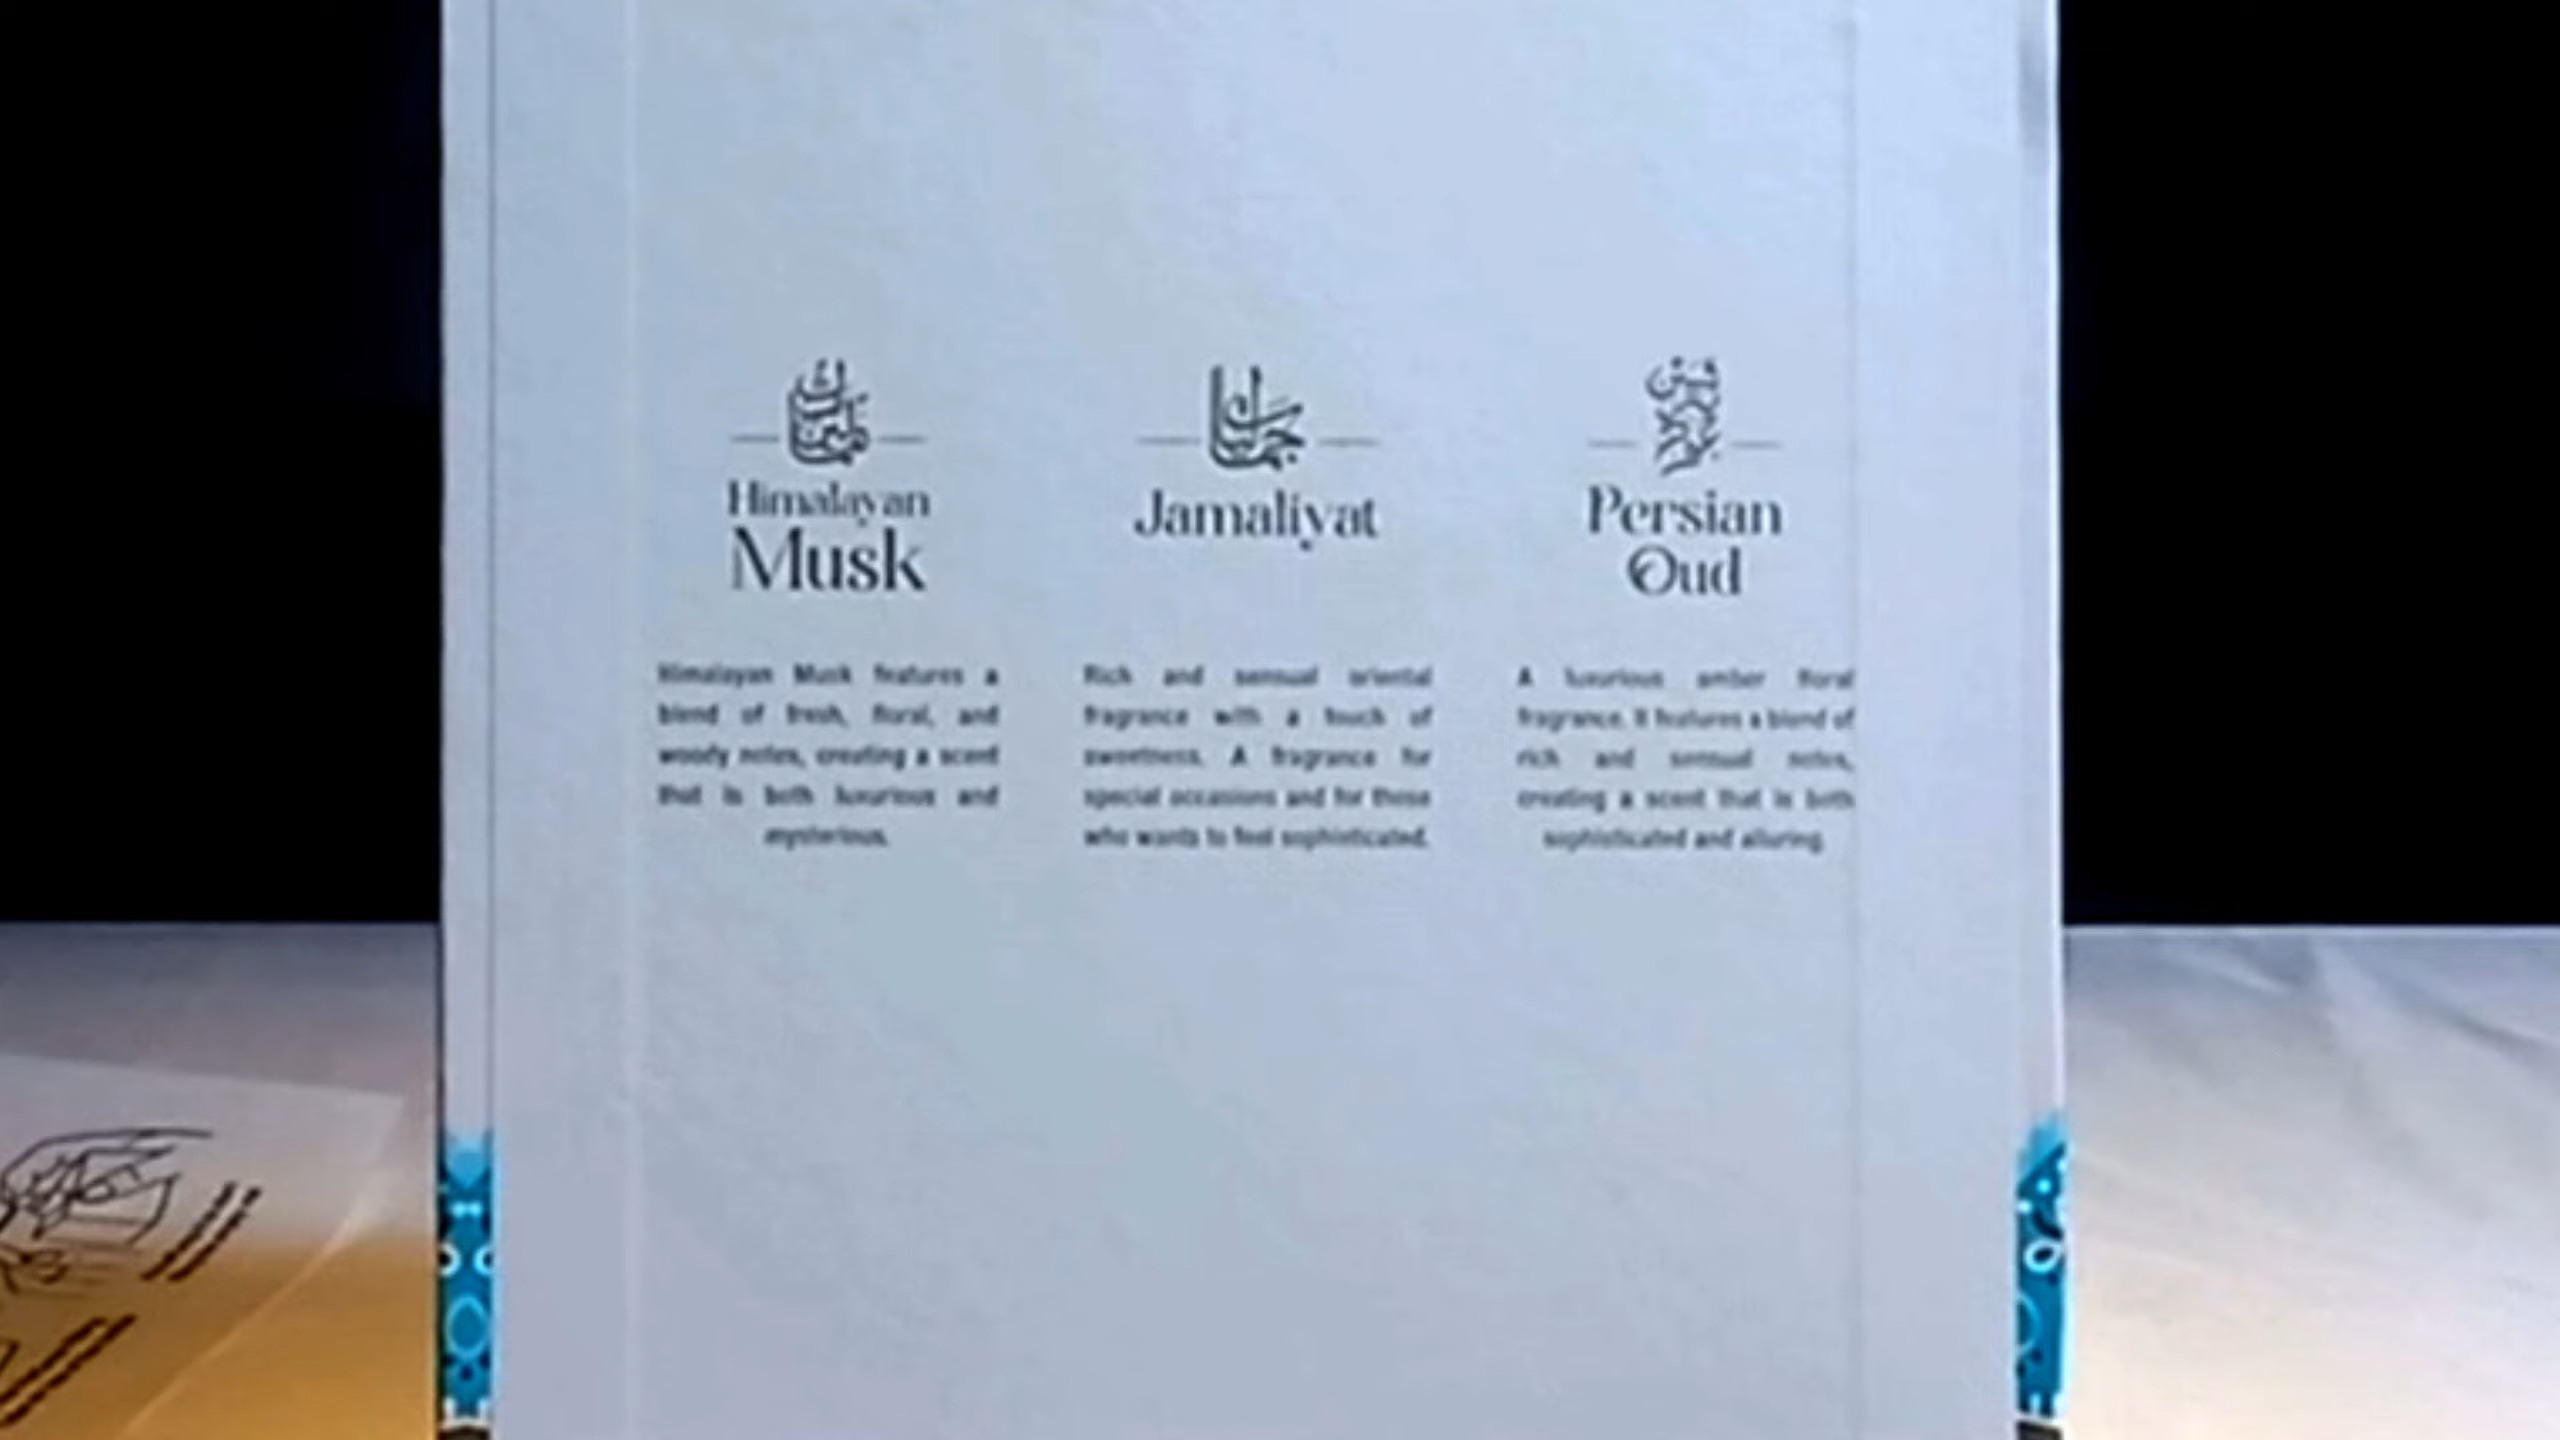 Himalayan
Musk
Himalayan Musk features a
blend of fresh, floral, and
woody notes, creating a scent
that is both luxurious and
mysterious.
Jamaliyat
Rich and sensual oriental
fragrance with a touch of
sweetness. A fragrance for
special occasions and for those
who wants to feel sophisticated.
Persian
Oud
A luxurious amber floral
fragrance. It features a blend of
rich and sensual notes,
creating a scent that is both
sophisticated and alluring.